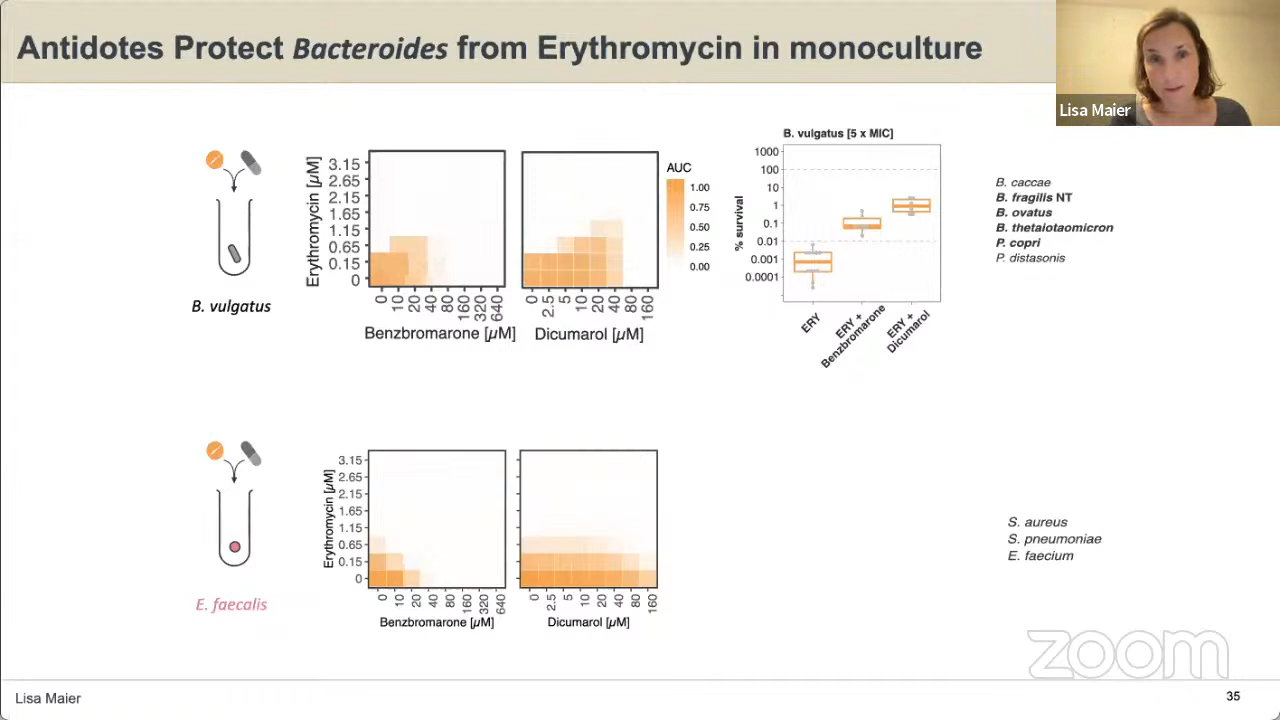 Antidotes Protect Bacteroides from Erythromycin in monoculture
Lisa Maier
B. vulgatus
Erythromycin [µM]
3.15
2.65
2.15
1.65
1.15
0.65
0.15
0
0 10 20 40 80 160 320 640
Benzbromarone [µM]
0 2.5 5 10 20 40 80 160
Dicumarol [µM]
AUC
1.00
0.75
0.50
0.25
0.00
B. vulgatus [5 x MIC]
% survival
1000
100
10
1
0.1
0.01
0.001
0.0001
ERY
ERY +
Benzbromarone
ERY +
Dicumarol
B. caccae
B. fragilis NT
B. ovatus
B. thetaiotaomicron
P. copri
P. distasonis
E. faecalis
Erythromycin [µM]
3.15
2.65
2.15
1.65
1.15
0.65
0.15
0
0 10 20 40 80 160 320 640
Benzbromarone [µM]
0 2.5 5 10 20 40 80 160
Dicumarol [µM]
S. aureus
S. pneumoniae
E. faecium
zoom
Lisa Maier
35